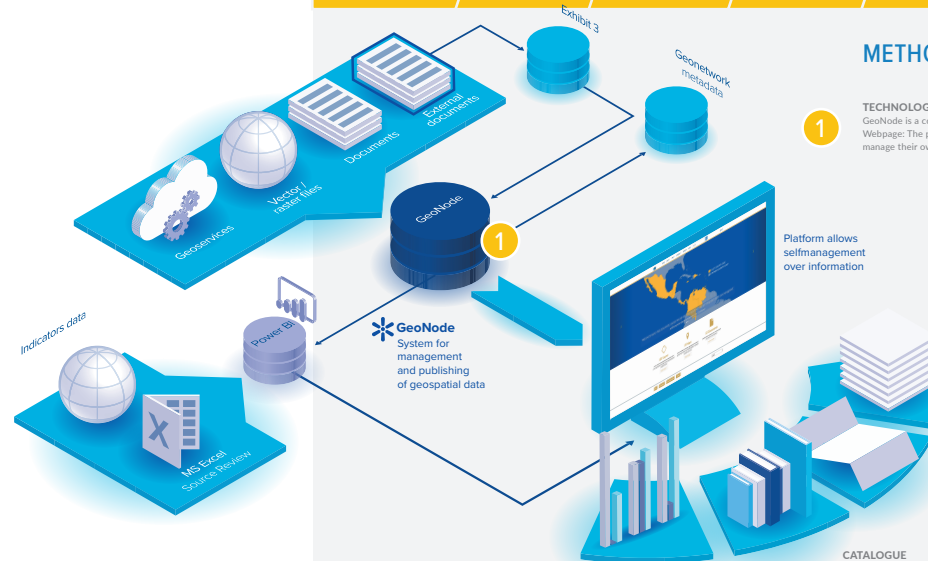 Exhibit 3
Geonetwork
metadata
METHO
External
documents
Documents
Vector /
raster files
Geoservices
1
TECHNOLOG
GeoNode is a co
Webpage: The p
manage their ow
GeoNode
1
Platform allows
selfmanagement
over information
Indicators data
Power BI
GeoNode
System for
management
and publishing
of geospatial data
X
MS Excel
Source Review
CATALOGUE